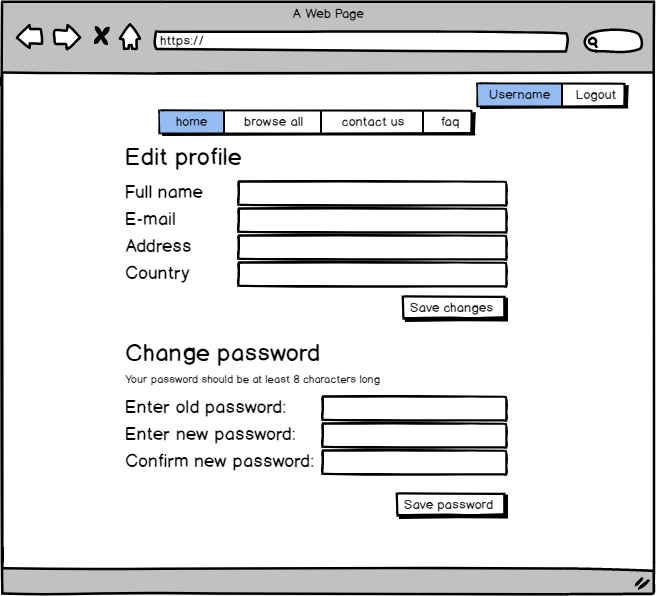 A Web Page
https://
Username Logout
home browse all contact us faq
Edit profile
Full name
E-mail
Address
Country
Save changes
Change password
Your password should be at least 8 characters long
Enter old password:
Enter new password:
Confirm new password:
Save password